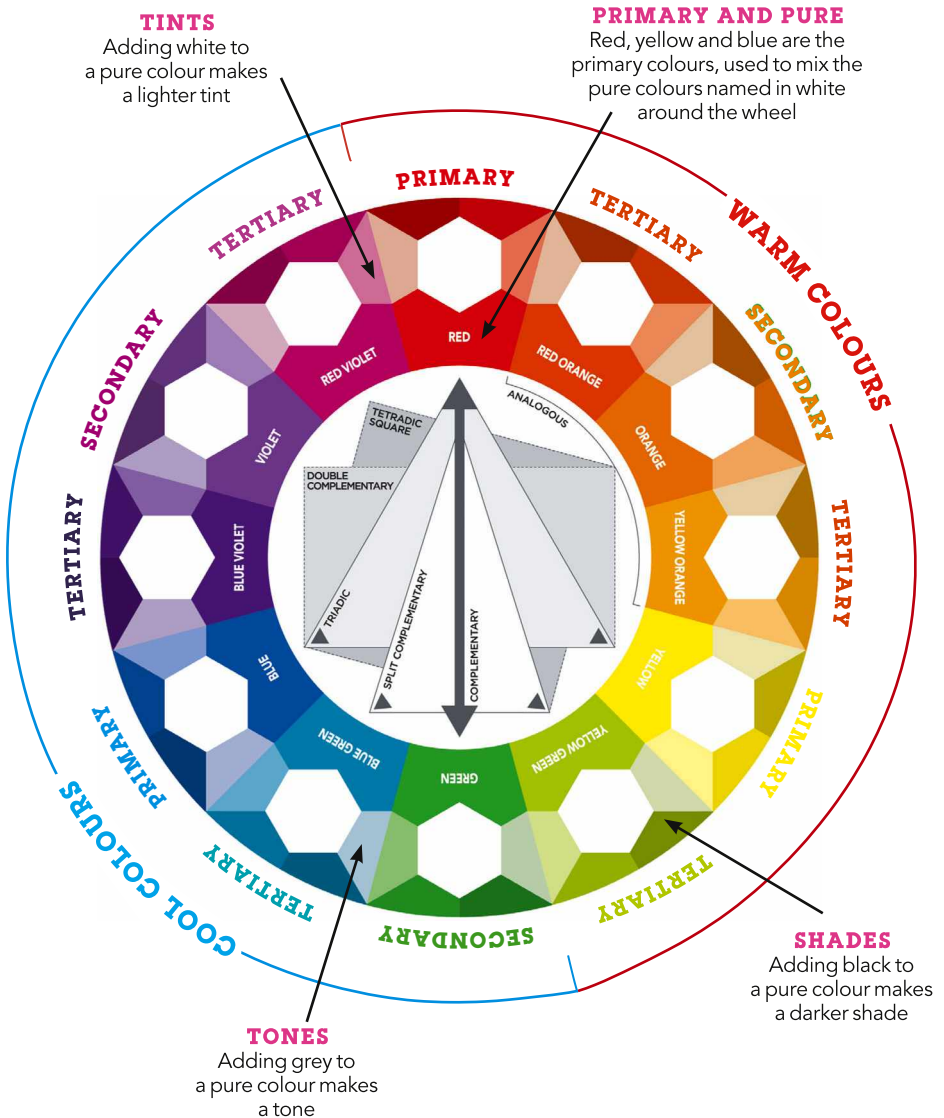 TINTS
Adding white to
a pure colour makes
a lighter tint
PRIMARY AND PURE
Red, yellow and blue are the
primary colours, used to mix the
pure colours named in white
around the wheel
PRIMARY
TERTIARY
SECONDARY
TERTIARY
PRIMARY
TERTIARY
SECONDARY
TERTIARY
PRIMARY
TERTIARY
SECONDARY
TERTIARY
WARM COLOURS
COOL COLOURS
RED
RED ORANGE
ORANGE
YELLOW ORANGE
YELLOW
YELLOW GREEN
GREEN
BLUE GREEN
BLUE
BLUE VIOLET
VIOLET
RED VIOLET
ANALOGOUS
TETRADIC
SQUARE
DOUBLE
COMPLEMENTARY
TRIADIC
SPLIT COMPLEMENTARY
COMPLEMENTARY
SHADES
Adding black to
a pure colour makes
a darker shade
TONES
Adding grey to
a pure colour makes
a tone